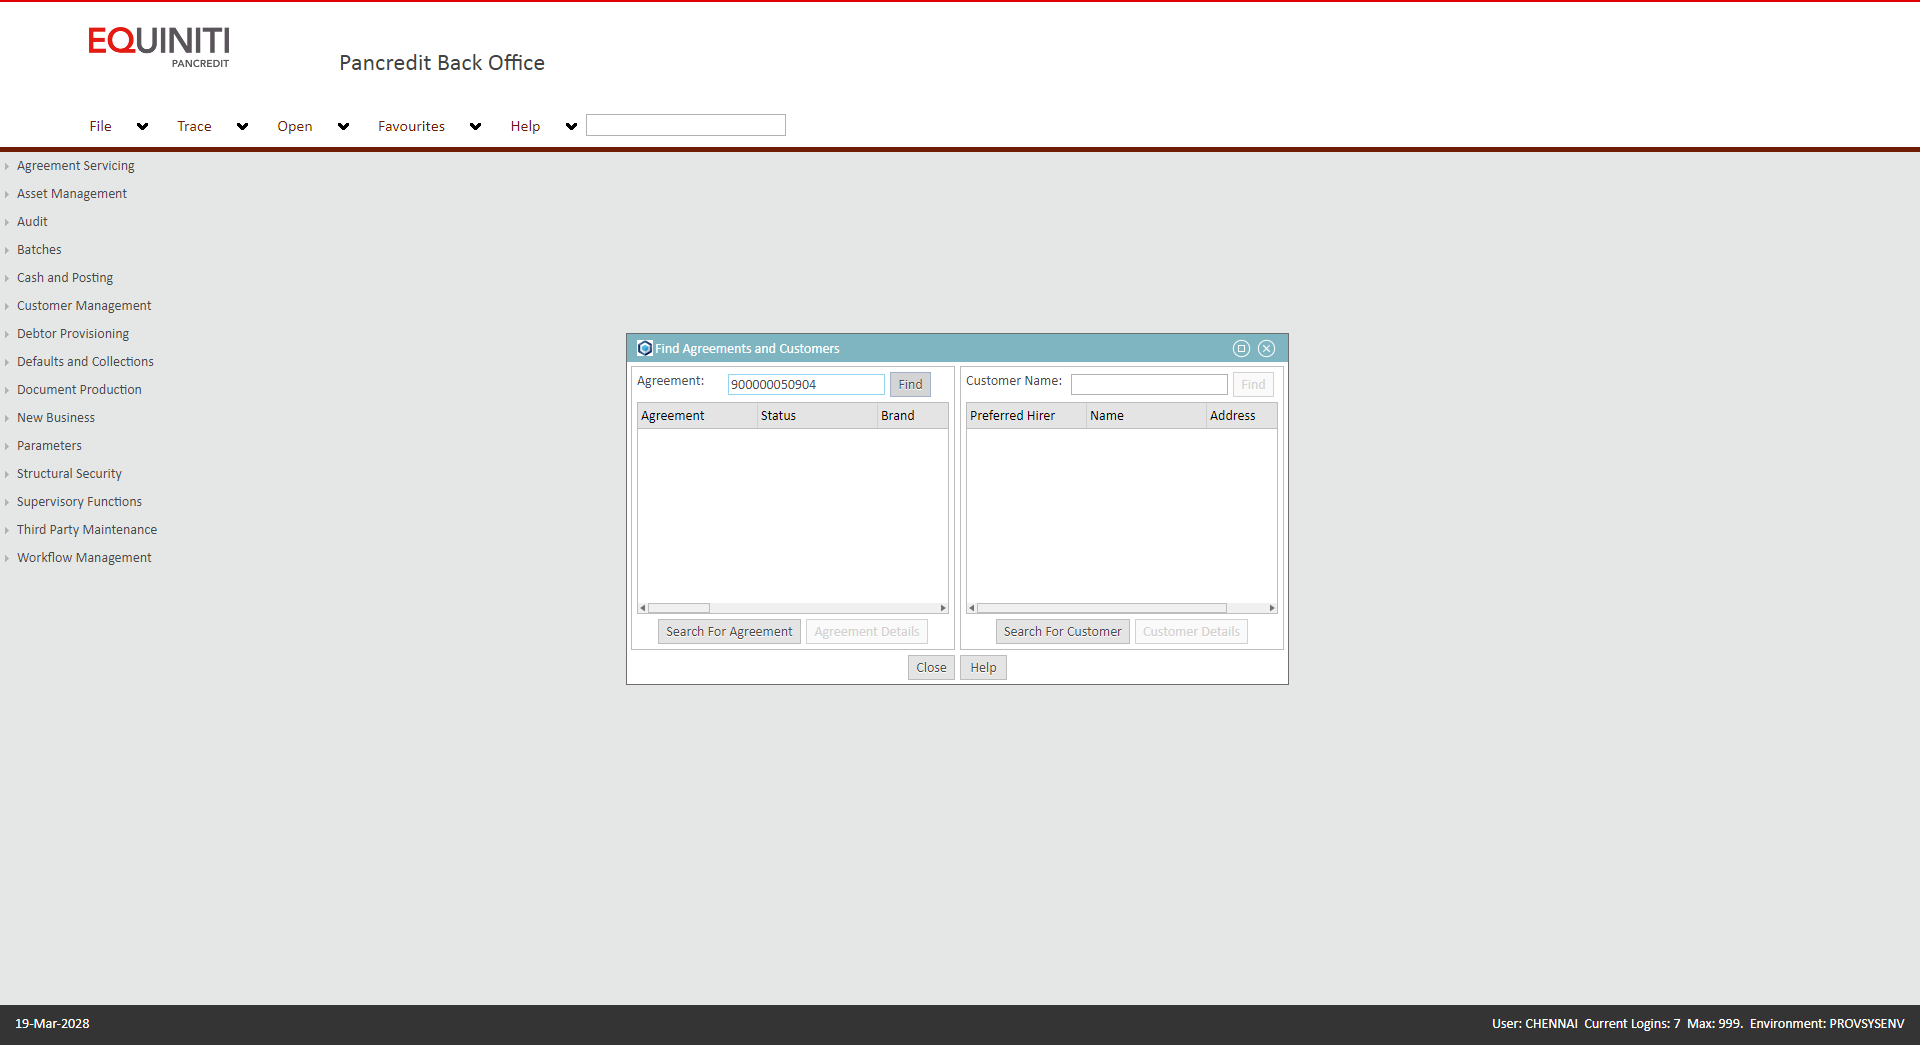 EQUINITI
PANCREDIT
Pancredit Back Office
File Trace Open Favourites Help
Agreement Servicing
Asset Management
Audit
Batches
Cash and Posting
Customer Management
Debtor Provisioning
Defaults and Collections
Document Production
New Business
Parameters
Structural Security
Supervisory Functions
Third Party Maintenance
Workflow Management
Find Agreements and Customers
Agreement: 900000050904 Find
Agreement Status Brand
Search For Agreement Agreement Details
Customer Name: Find
Preferred Hirer Name Address
Search For Customer Customer Details
Close Help
19-Mar-2028
User: CHENNAI Current Logins: 7 Max: 999. Environment: PROVSYSENV